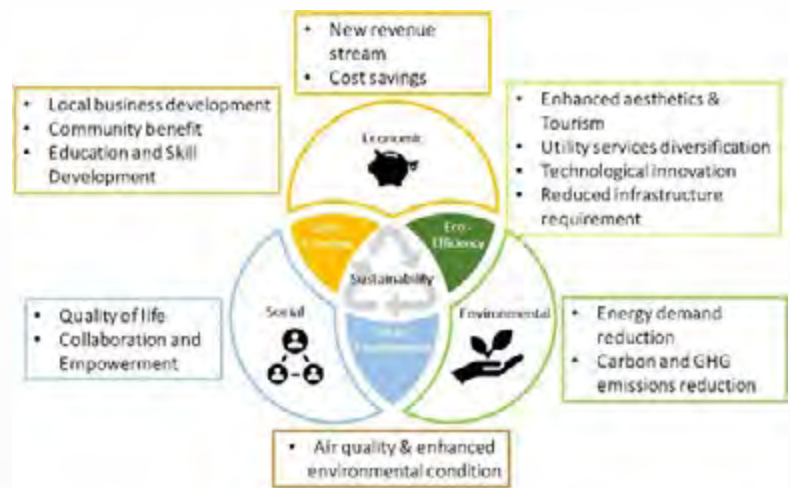 • New revenue
stream
• Cost savings
• Local business development
• Community benefit
• Education and Skill
Development
• Enhanced aesthetics &
Tourism
• Utility services diversification
• Technological innovation
• Reduced infrastructure
requirement
Economic
Eco-
Efficiency
Sustainability
Social
Environmental
• Quality of life
• Collaboration and
Empowerment
• Energy demand
reduction
• Carbon and GHG
emissions reduction
• Air quality & enhanced
environmental condition